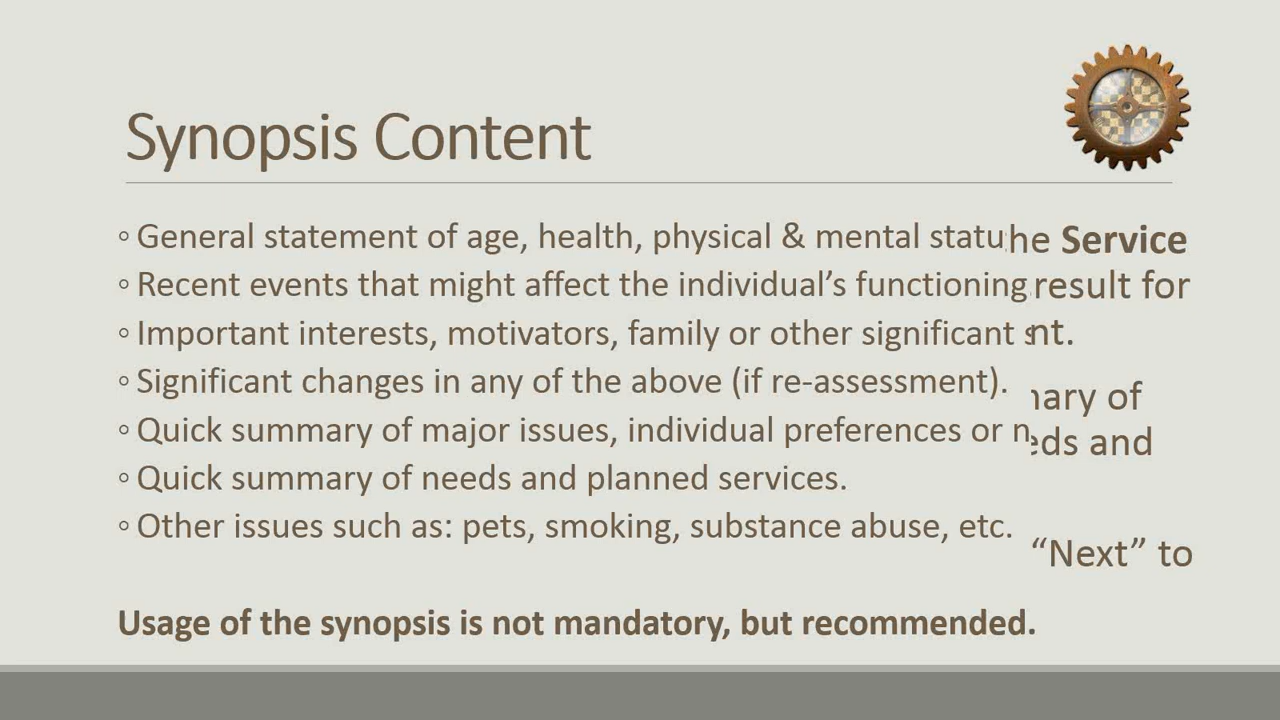 Synopsis Content
◦ General statement of age, health, physical & mental statu he Service
◦ Recent events that might affect the individual's functioning result for
◦ Important interests, motivators, family or other significant nt.
◦ Significant changes in any of the above (if re-assessment).
ary of
◦ Quick summary of major issues, individual preferences or n
ds and
◦ Quick summary of needs and planned services.
◦ Other issues such as: pets, smoking, substance abuse, etc.
“Next” to
Usage of the synopsis is not mandatory, but recommended.